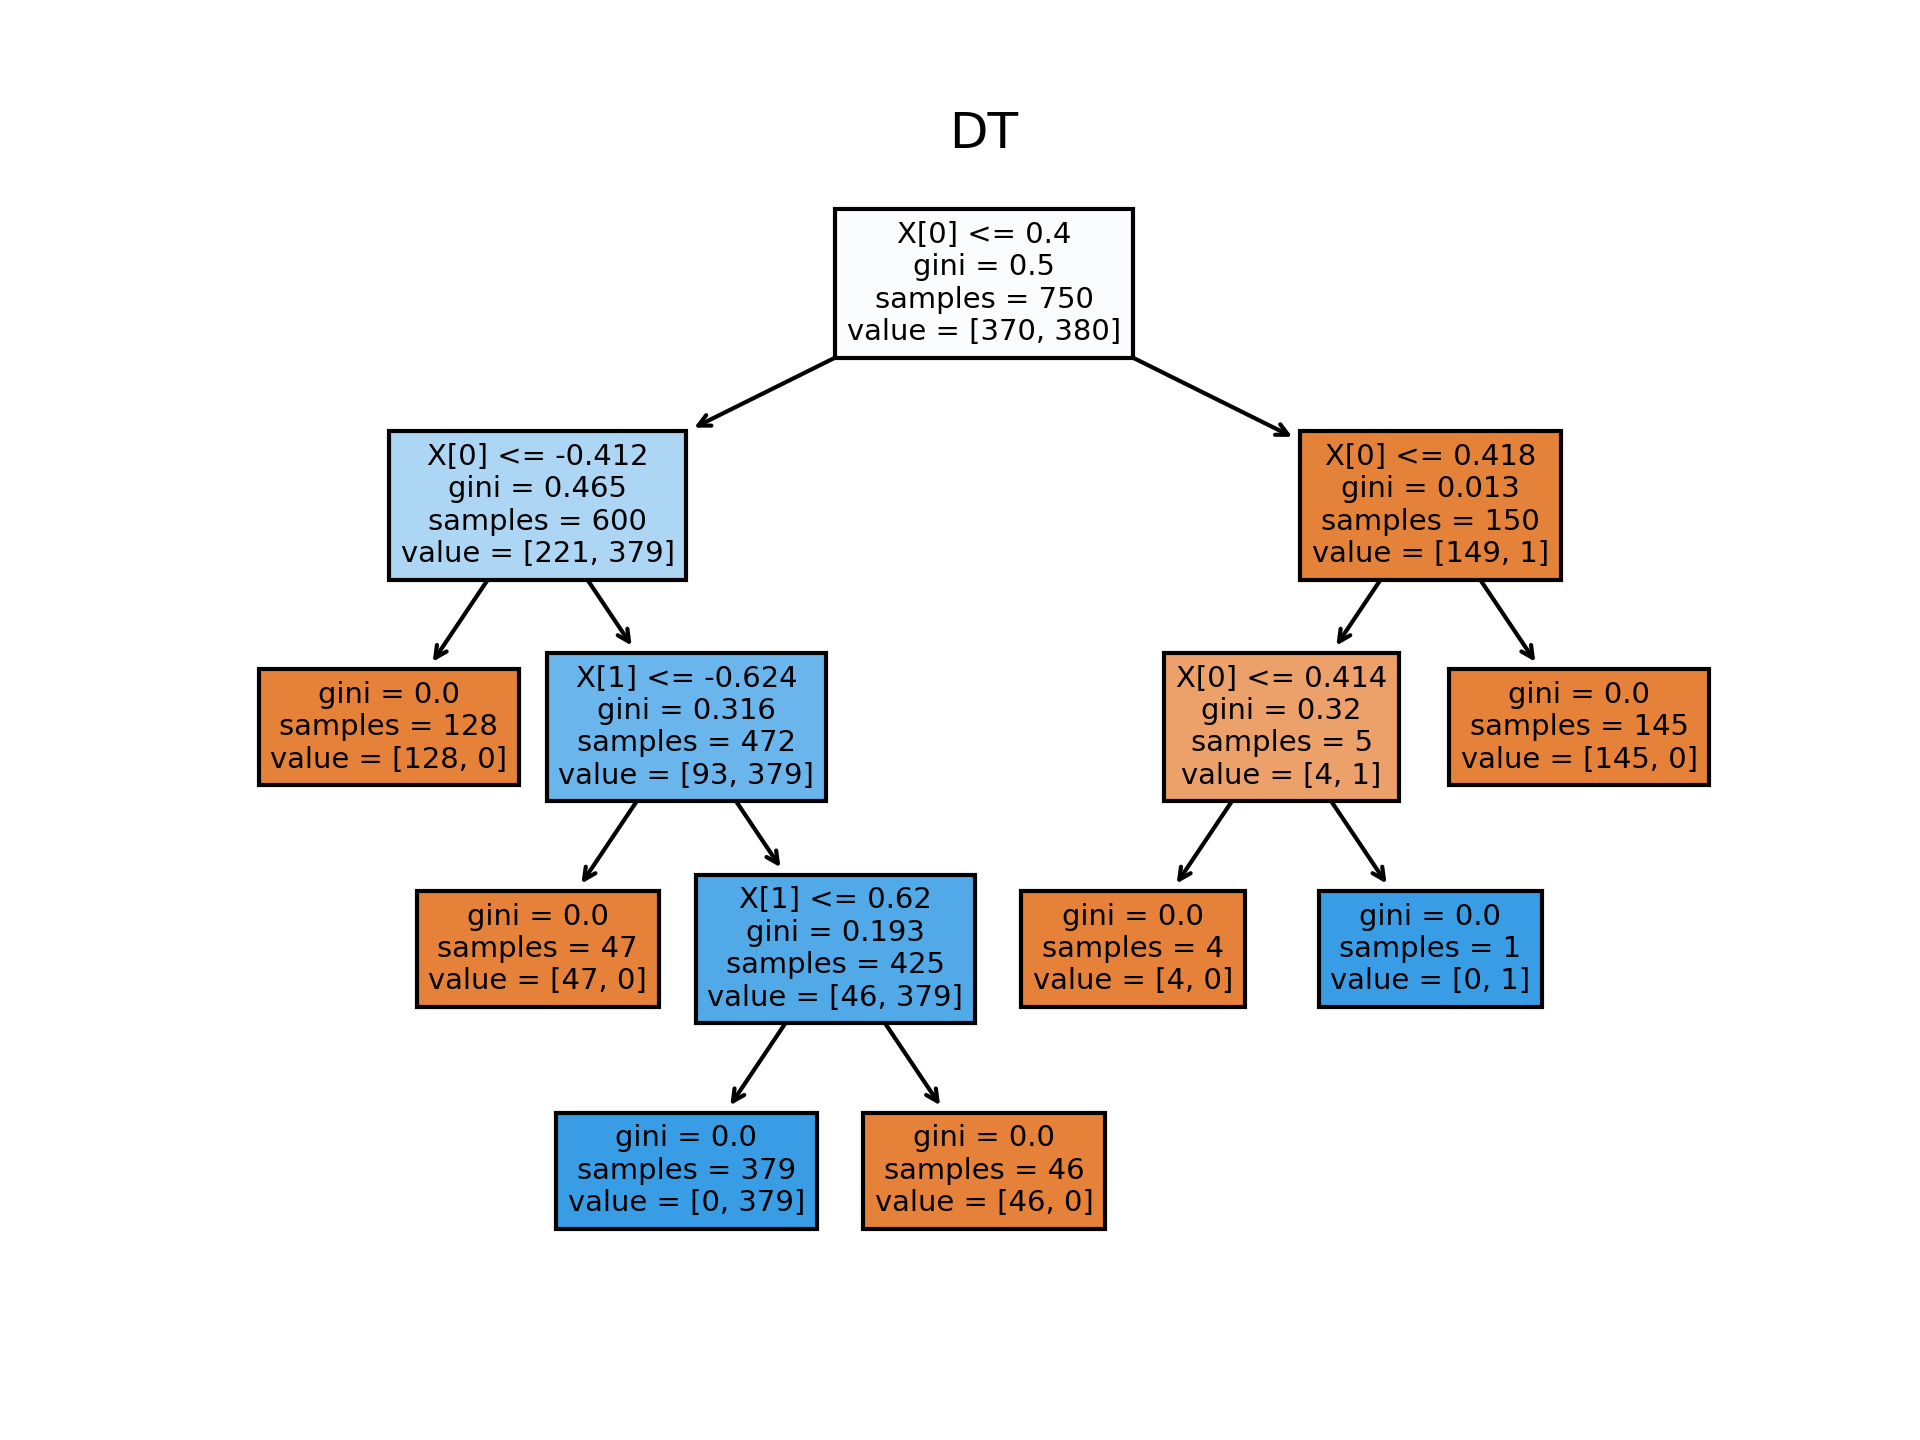 DT
X[0] <= 0.4
gini = 0.5
samples = 750
value = [370, 380]
X[0] <= -0.412
gini = 0.465
samples = 600
value = [221, 379]
X[0] <= 0.418
gini = 0.013
samples = 150
value = [149, 1]
gini = 0.0
samples = 128
value = [128, 0]
X[1] <= -0.624
gini = 0.316
samples = 472
value = [93, 379]
X[0] <= 0.414
gini = 0.32
samples = 5
value = [4, 1]
gini = 0.0
samples = 145
value = [145, 0]
gini = 0.0
samples = 47
value = [47, 0]
X[1] <= 0.62
gini = 0.193
samples = 425
value = [46, 379]
gini = 0.0
samples = 4
value = [4, 0]
gini = 0.0
samples = 1
value = [0, 1]
gini = 0.0
samples = 379
value = [0, 379]
gini = 0.0
samples = 46
value = [46, 0]